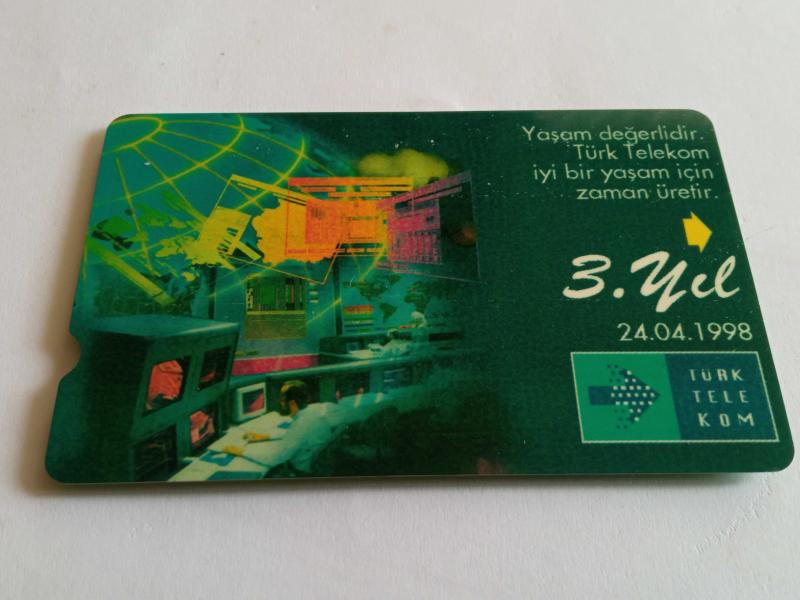 Yaşam değerlidir.
Türk Telekom
iyi bir yaşam için
zaman üretir.
3.Yıl
24.04.1998
TÜRK
TELE
KOM